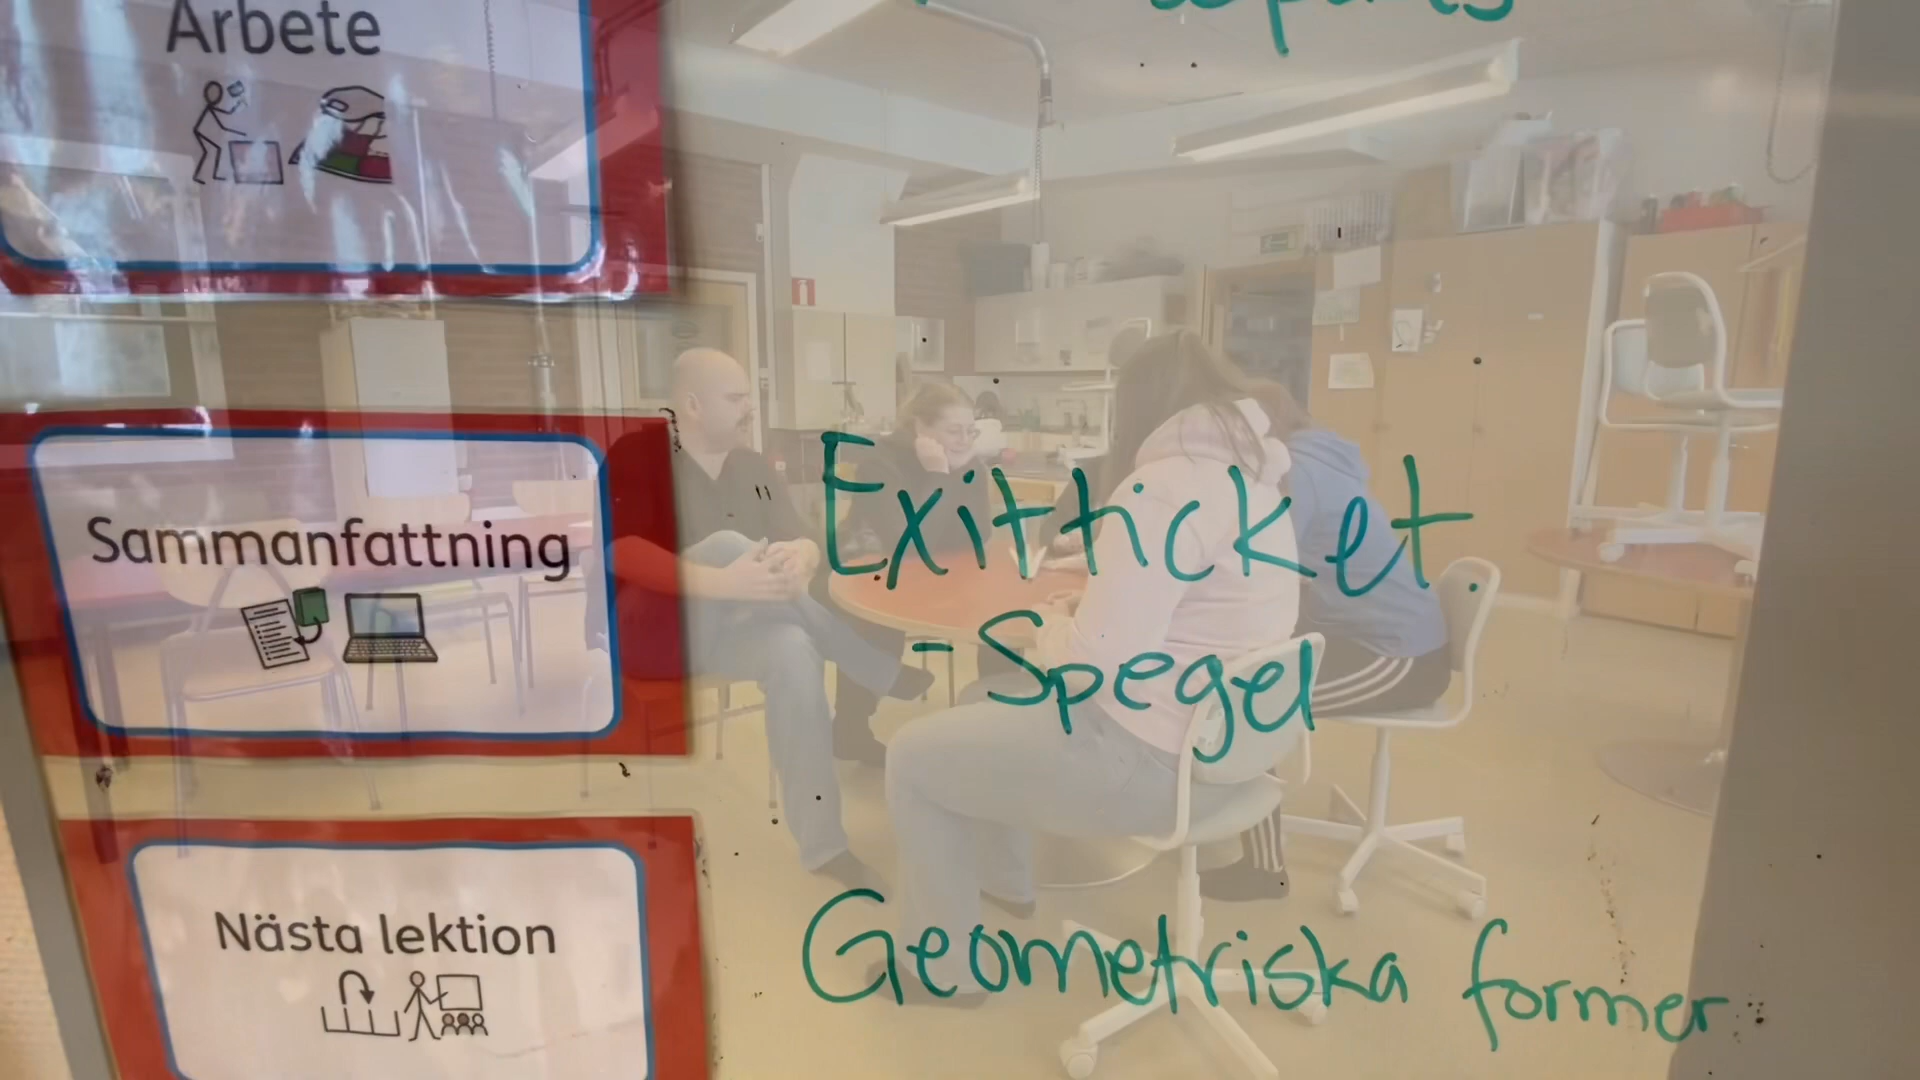 Arbete
Sammanfattning
Exitticket.
- Spegel
Nästa lektion
Geometriska former